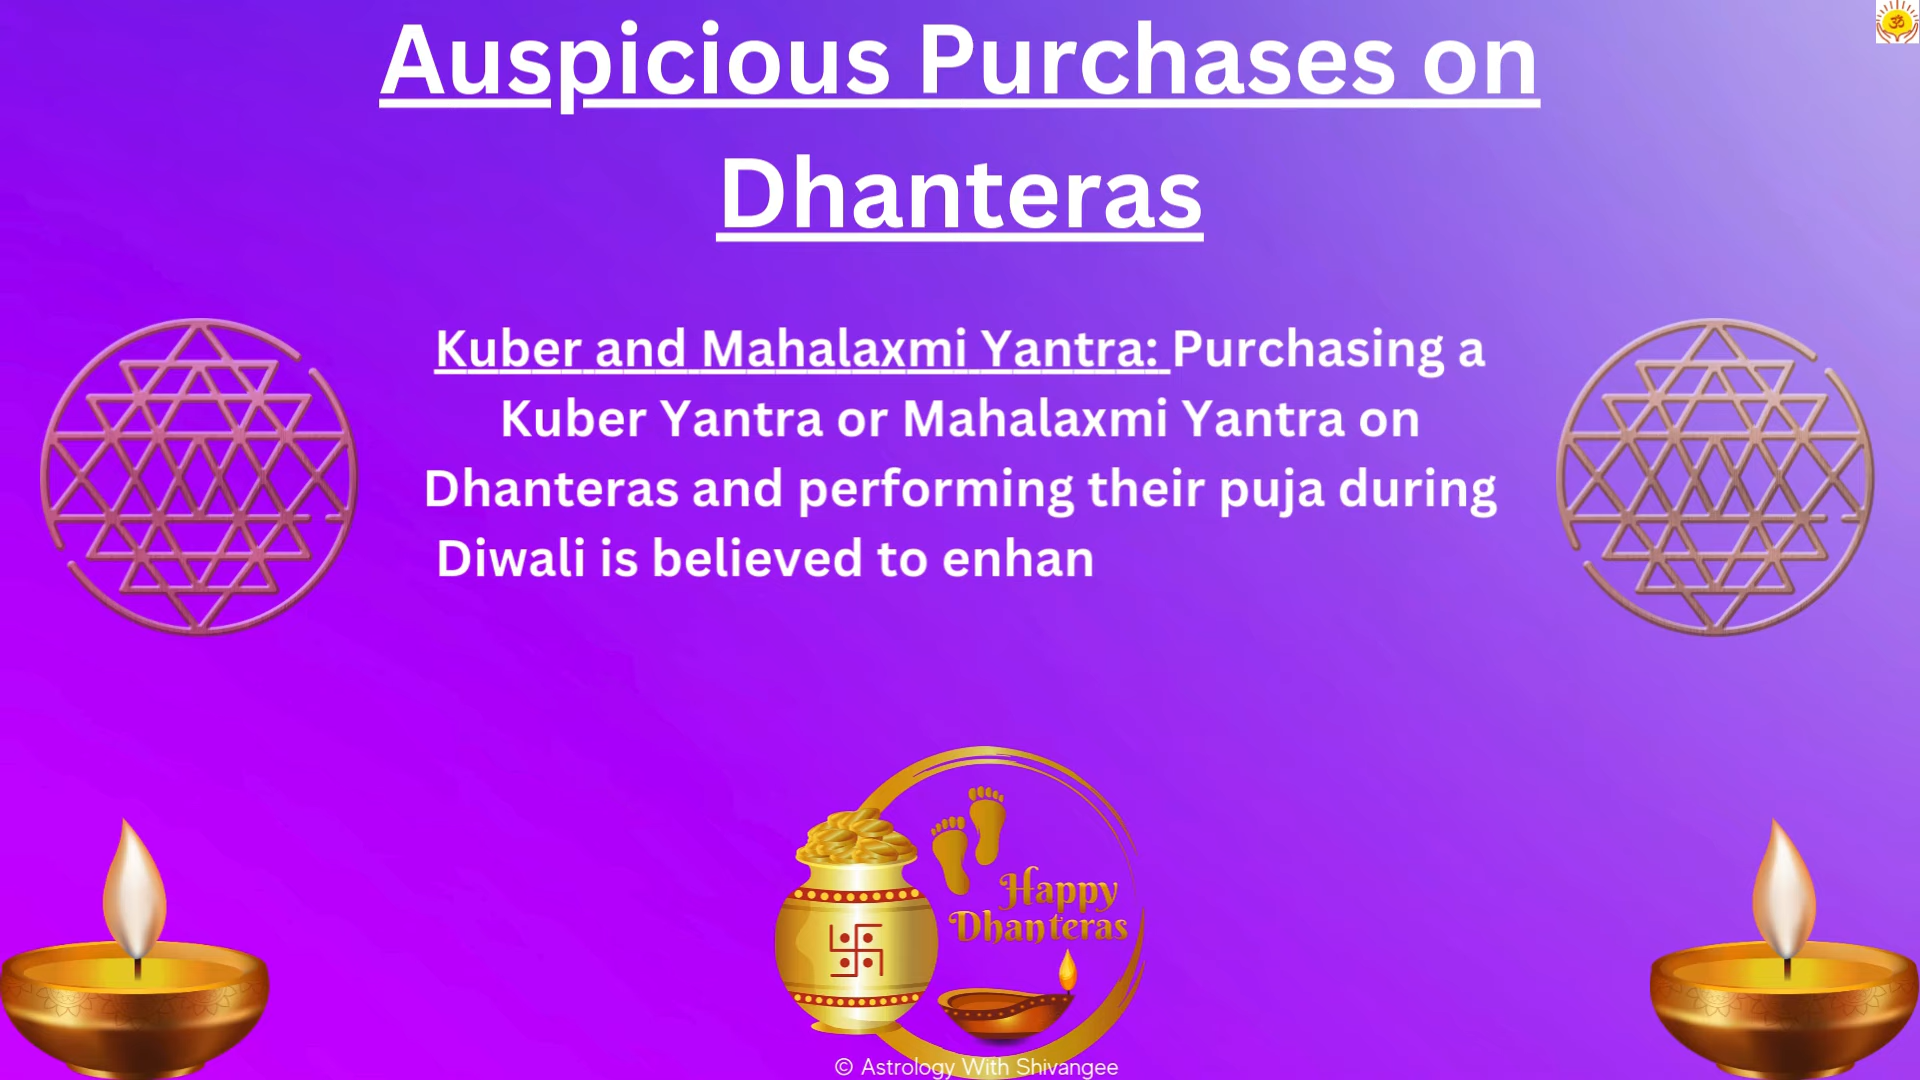 Auspicious Purchases on
Dhanteras
Kuber and Mahalaxmi Yantra: Purchasing a
Kuber Yantra or Mahalaxmi Yantra on
Dhanteras and performing their puja during
Diwali is believed to enhan
Happy
Dhanteras
© Astrology With Shivangee
ॐ